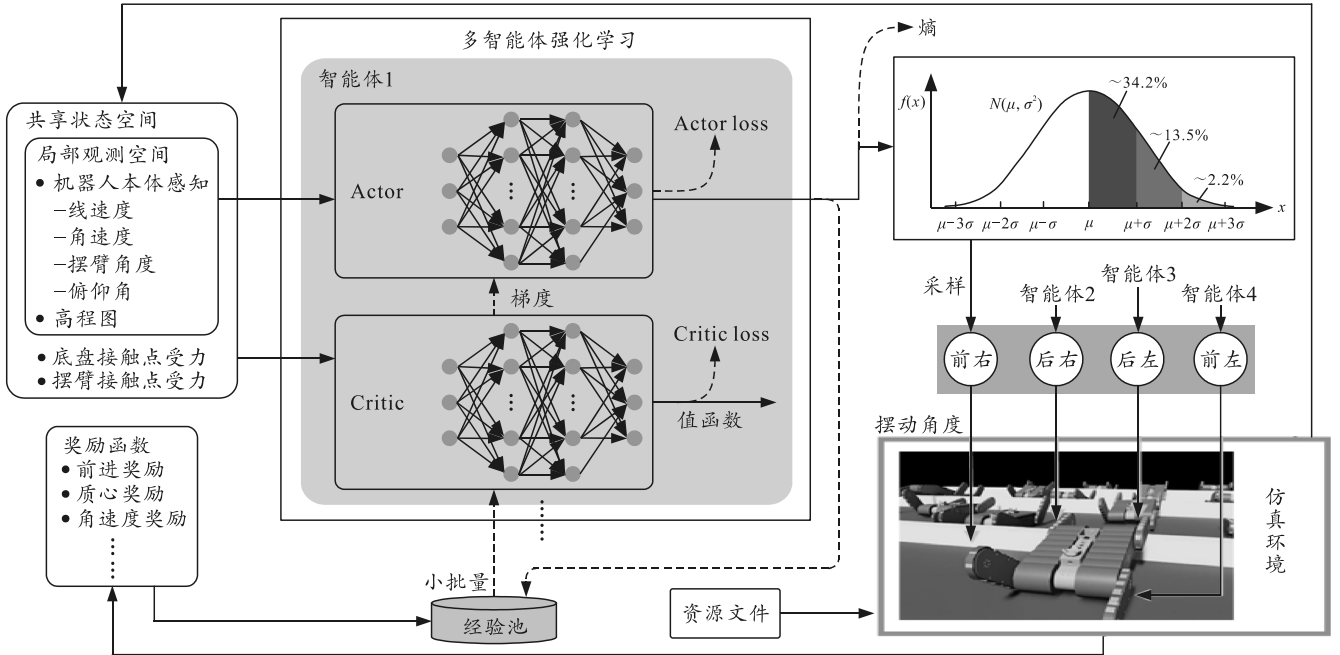 共享状态空间
局部观测空间
● 机器人本体感知
–线速度
–角速度
–摆臂角度
–俯仰角
● 高程图
● 底盘接触点受力
● 摆臂接触点受力
奖励函数
● 前进奖励
● 质心奖励
● 角速度奖励
……
多智能体强化学习
智能体1
Actor
Actor loss
梯度
Critic
Critic loss
值函数
……
小批量
经验池
熵
f(x)
N(μ, σ²)
~34.2%
~13.5%
~2.2%
μ−3σ μ−2σ μ−σ μ μ+σ μ+2σ μ+3σ x
采样
智能体2
智能体3
智能体4
前右 后右 后左 前左
摆动角度
仿真环境
资源文件